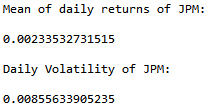 Mean of daily returns of JPM:
0.00233532731515
Daily Volatility of JPM:
0.00855633905235